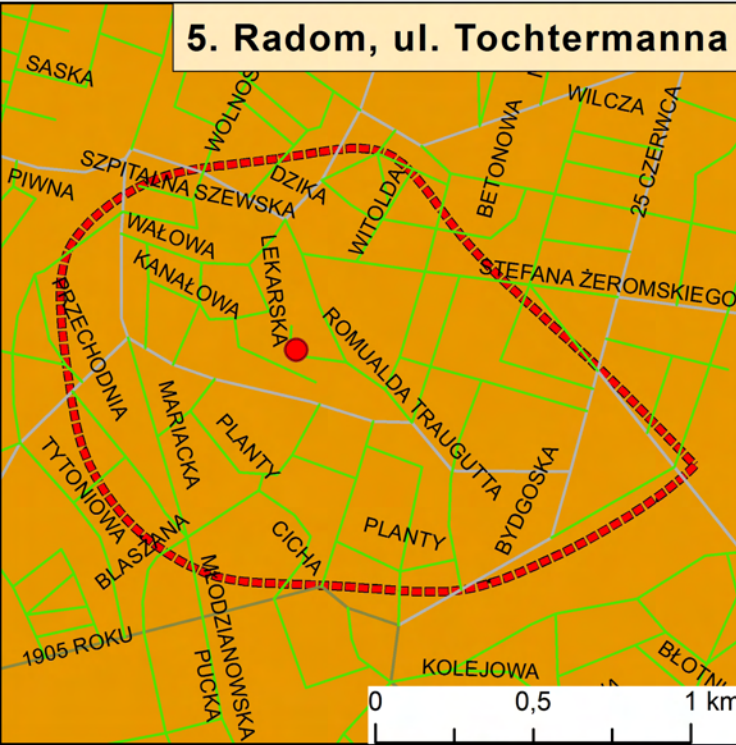 5. Radom, ul. Tochtermanna
SASKA
WILCZA
25 CZERWCA
BETONOWA
SZPITALNA
SZEWSKA
DZIKA
WITOLDA
PIWNA
WAŁOWA
KANAŁOWA
LEKARSKA
STEFANA ŻEROMSKIEGO
PRZECHODNIA
ROMUALDA TRAUGUTTA
MARIACKA
PLANTY
TYTONIOWA
BLASZANA
CICHA
PLANTY
BYDGOSKA
MŁODZIANOWSKA
1905 ROKU
PUCKA
KOLEJOWA
0 0,5 1 km